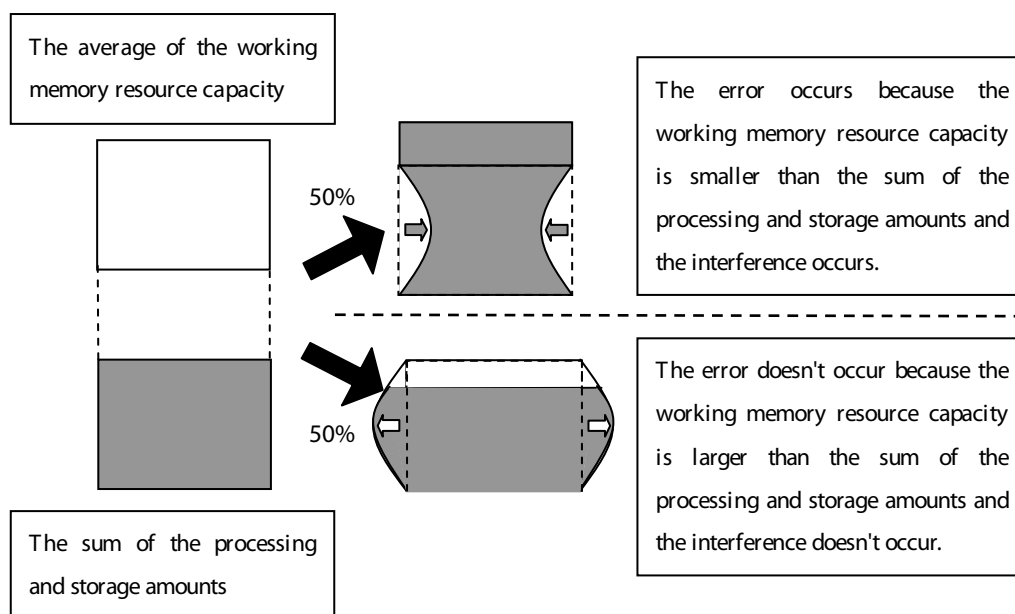 The average of the working
memory resource capacity
50%
The error occurs because the
working memory resource capacity
is smaller than the sum of the
processing and storage amounts and
the interference occurs.
50%
The error doesn't occur because the
working memory resource capacity
is larger than the sum of the
processing and storage amounts and
the interference doesn't occur.
The sum of the processing
and storage amounts